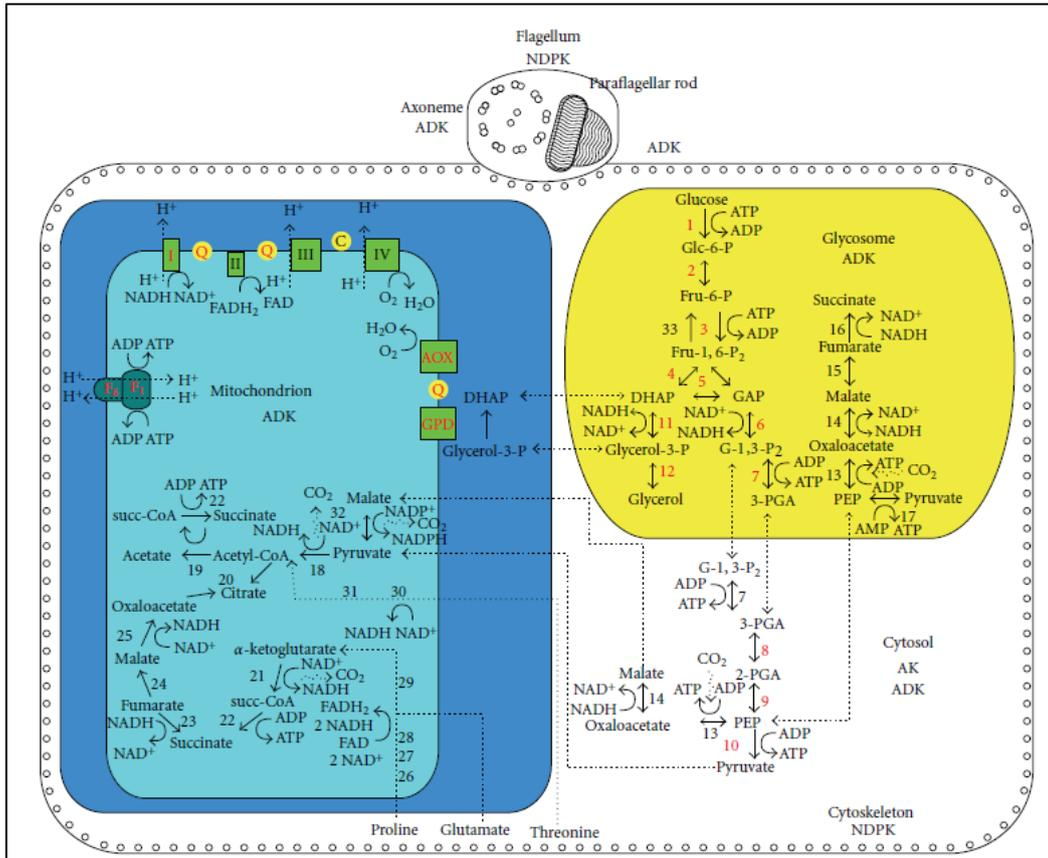 Flagellum
NDPK
Paraflagellar rod
Axoneme
ADK
ADK
H+
H+
H+
I
Q
II
Q
III
C
IV
H+
H+
H+
NADH NAD+
FADH2 FAD
O2 H2O
H2O
O2
AOX
Q
GPD
ADP ATP
H+
H+
H+
H+
F1
ADP ATP
Mitochondrion
ADK
DHAP
Glycerol-3-P
Glucose
1
ATP
ADP
Glc-6-P
2
Fru-6-P
33
3
ATP
ADP
Fru-1, 6-P2
4
5
DHAP
GAP
NADH
NAD+
11
NAD+
NADH
6
Glycerol-3-P
G-1,3-P2
12
7
ADP
ATP
Glycerol
3-PGA
Glycosome
ADK
Succinate
16
NAD+
NADH
Fumarate
15
Malate
14
NAD+
NADH
Oxaloacetate
13
ATP
ADP
CO2
PEP
Pyruvate
17
AMP ATP
ADP ATP
22
succ-CoA
Succinate
CO2
32
Malate
NADP+
CO2
NADPH
NADH
NAD+
Acetate
Acetyl-CoA
Pyruvate
19
18
20
Citrate
31
30
NADH NAD+
Oxaloacetate
25
NADH
NAD+
Malate
24
Fumarate
NADH
23
NAD+
Succinate
α-ketoglutarate
21
NAD+
CO2
NADH
succ-CoA
22
ADP
ATP
FADH2
2 NADH
FAD
2 NAD+
29
28
27
26
Proline
Glutamate
Threonine
G-1, 3-P2
ADP
ATP
7
3-PGA
8
CO2
2-PGA
Malate
NAD+
NADH
14
Oxaloacetate
ATP
ADP
9
13
PEP
10
ADP
ATP
Pyruvate
Cytosol
AK
ADK
Cytoskeleton
NDPK